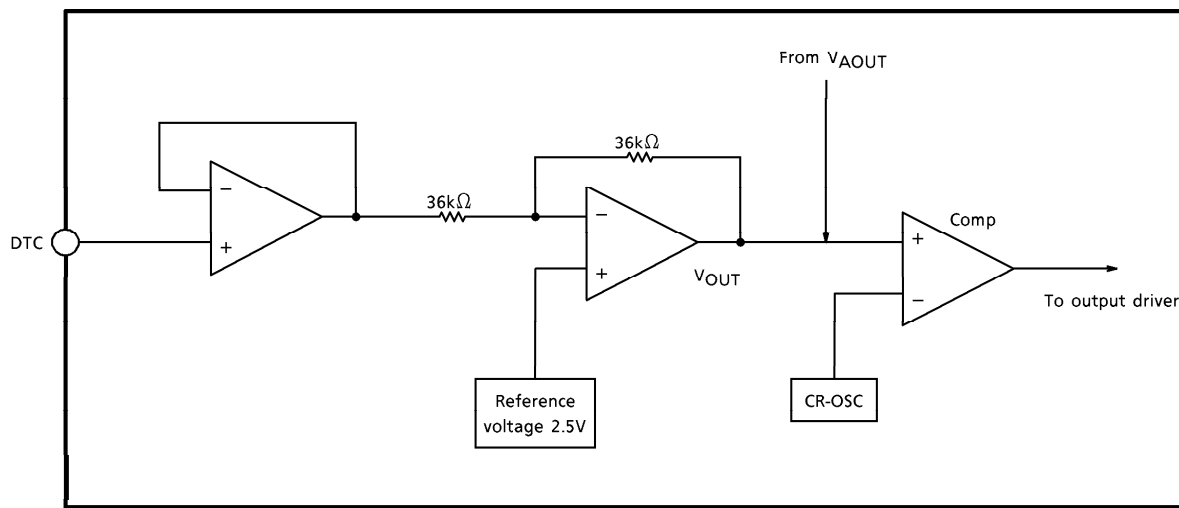 From VAOUT
36kΩ
36kΩ
−
+
−
+
+
−
Comp
DTC
VOUT
To output driver
Reference
voltage 2.5V
CR-OSC